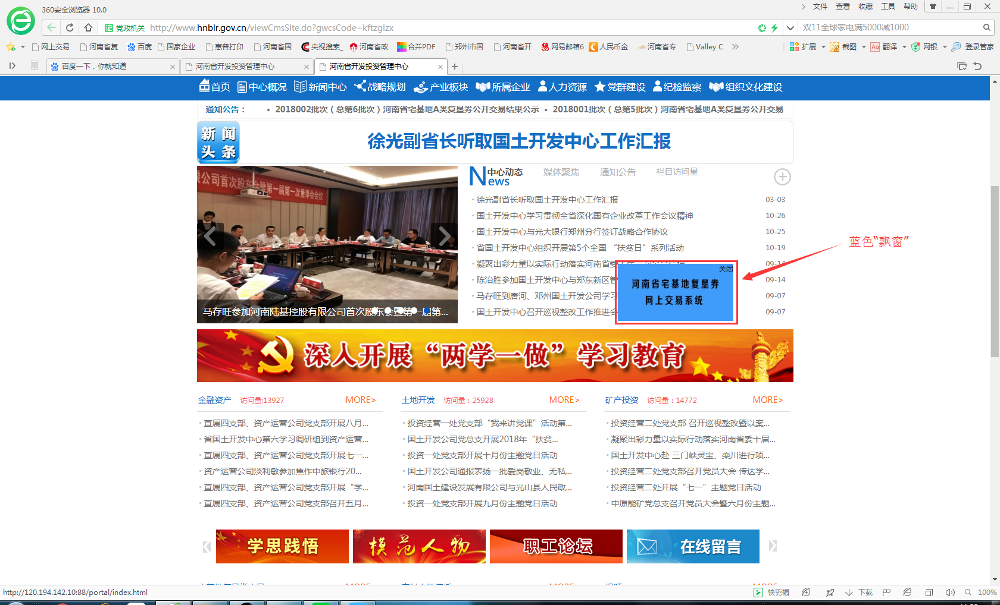 360安全浏览器 10.0
文件 查看 收藏 工具 帮助
证 党政机关 http://www.hnblr.gov.cn/viewCmsSite.do?gwcsCode=kftzglzx
双11全球家电满5000减1000
网上交易 河南省复 百度 国家企业 惠普打印 河南省国 央视搜索_ 河南省政 合并PDF 郑州市国 河南省开 网易邮箱6 人民币金 河南省专 Valley C 扩展 截图 翻译 网银 登录管家
百度一下，你就知道 河南省开发投资管理中心 河南省开发投资管理中心
首页 中心概况 新闻中心 战略规划 产业板块 所属企业 人力资源 党群建设 纪检监察 组织文化建设
通知公告： • 2018002批次（总第6批次）河南省宅基地A类复垦券公开交易结果公示 • 2018001批次（总第5批次）河南省宅基地A类复垦券公开交易
新闻
头条
徐光副省长听取国土开发中心工作汇报
限公司首次股东会暨第一届第一次董事会会议
马存旺参加河南陆基控股有限公司首次股东会暨第一届第...
News 中心动态 媒体聚焦 通知公告 栏目访问量
徐光副省长听取国土开发中心工作汇报 03-03
国土开发中心学习贯彻全省深化国有企业改革工作会议精神 10-26
国土开发中心与光大银行郑州分行签订战略合作协议 10-25
省国土开发中心组织开展第5个全国 “扶贫日”系列活动 10-19
凝聚出彩力量以实际行动落实河南省委 09-14
陈治胜参加国土开发中心与郑东新区管 09-14
马存旺到唐河、邓州国土开发公司学习 09-07
国土开发中心召开巡视整改工作推进会 09-07
关闭
河南省宅基地复垦券
网上交易系统
蓝色“飘窗”
深入开展“两学一做”学习教育
金融资产 访问量:13927 MORE>
直属四支部、资产运营公司党支部开展八月...
省国土开发中心第六学习调研组到资产运营...
直属四支部、资产运营公司党支部开展七一...
资产运营公司淡利敏参加焦作中旅银行20...
直属四支部、资产运营公司党支部开展“学...
直属四支部、资产运营公司党支部召开五月...
土地开发 访问量：25928 MORE>
投资经营一处党支部“我来讲党课”活动第...
国土开发公司党总支开展2018年“扶贫...
投资一处党支部开展十月份主题党日活动
国土开发公司通报表扬一批爱岗敬业、无私...
河南国土建设发展有限公司与光山县人民政...
投资一处党支部开展九月份主题党日活动
矿产投资 访问量：14772 MORE>
投资经营二处党支部 召开巡视整改暨以案...
凝聚出彩力量以实际行动落实河南省委十届...
国土开发中心赴 三门峡灵宝、栾川进行项...
投资经营二处党支部召开党员大会 传达学...
投资经营二处开展“七一”主题党日活动
中原能矿党总支召开党员大会暨六月份主题...
学思践悟 模范人物 职工论坛 在线留言
http://120.194.142.10:88/portal/index.html
快剪辑 下载 100%